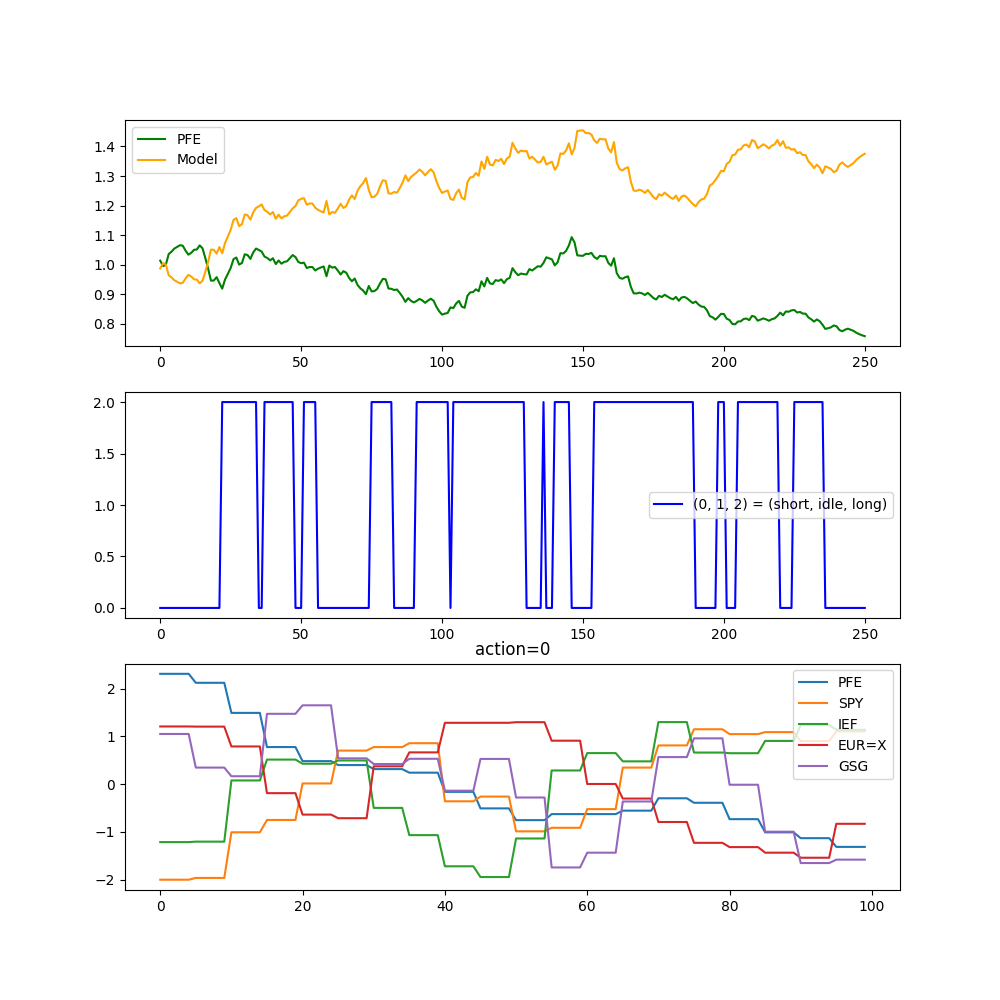 PFE
Model
1.4
1.3
1.2
1.1
1.0
0.9
0.8
0 50 100 150 200 250
2.0
1.5
1.0
0.5
0.0
(0, 1, 2) = (short, idle, long)
0 50 100 150 200 250
action=0
2
1
0
−1
−2
PFE
SPY
IEF
EUR=X
GSG
0 20 40 60 80 100